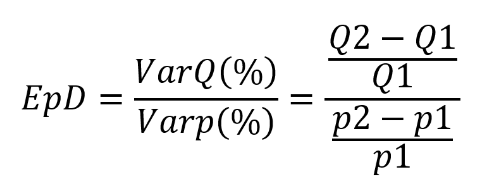 EpD = VarQ(%) / Varp(%) = ((Q2 − Q1) / Q1) / ((p2 − p1) / p1)